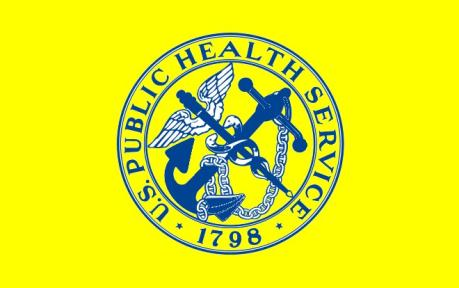 U.S. PUBLIC HEALTH SERVICE
1798